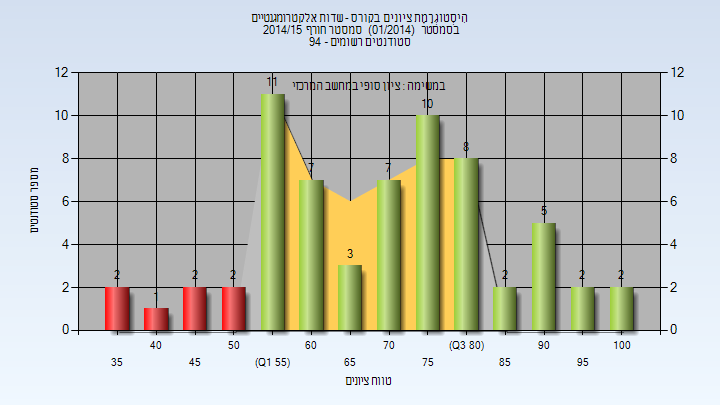 היסטוגרמת ציונים בקורס - שדות אלקטרומגנטיים
בסמסטר (01/2014) סמסטר חורף 2014/15
סטודנטים רשומים - 94
במשימה : ציון סופי במחשב המרכזי
12 12
10 10
8 8
6 6
4 4
2 2
0 0
מספר סטודנטים
2 1 2 2 11 7 3 7 10 8 2 5 2 2
40 50 60 70 (Q3 80) 90 100
35 45 (Q1 55) 65 75 85 95
טווח ציונים